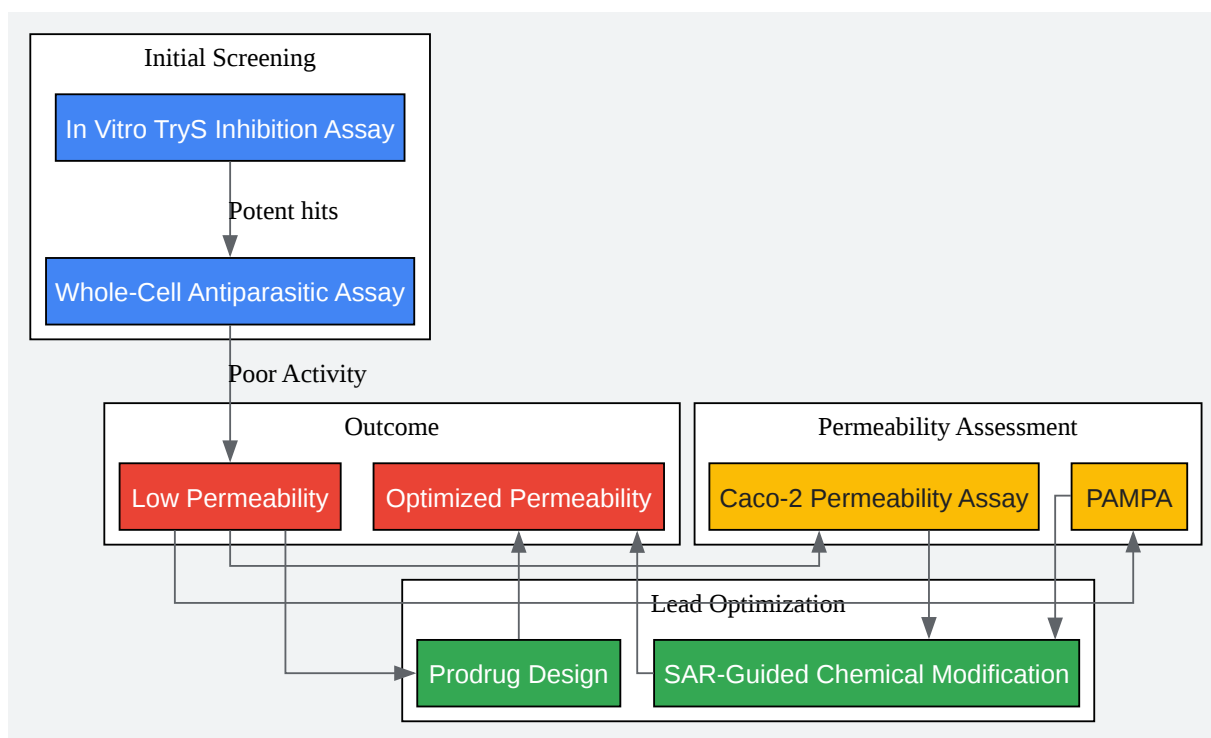 Initial Screening
In Vitro TryS Inhibition Assay
Potent hits
Whole-Cell Antiparasitic Assay
Poor Activity
Outcome
Permeability Assessment
Low Permeability
Optimized Permeability
Caco-2 Permeability Assay
PAMPA
Lead Optimization
Prodrug Design
SAR-Guided Chemical Modification